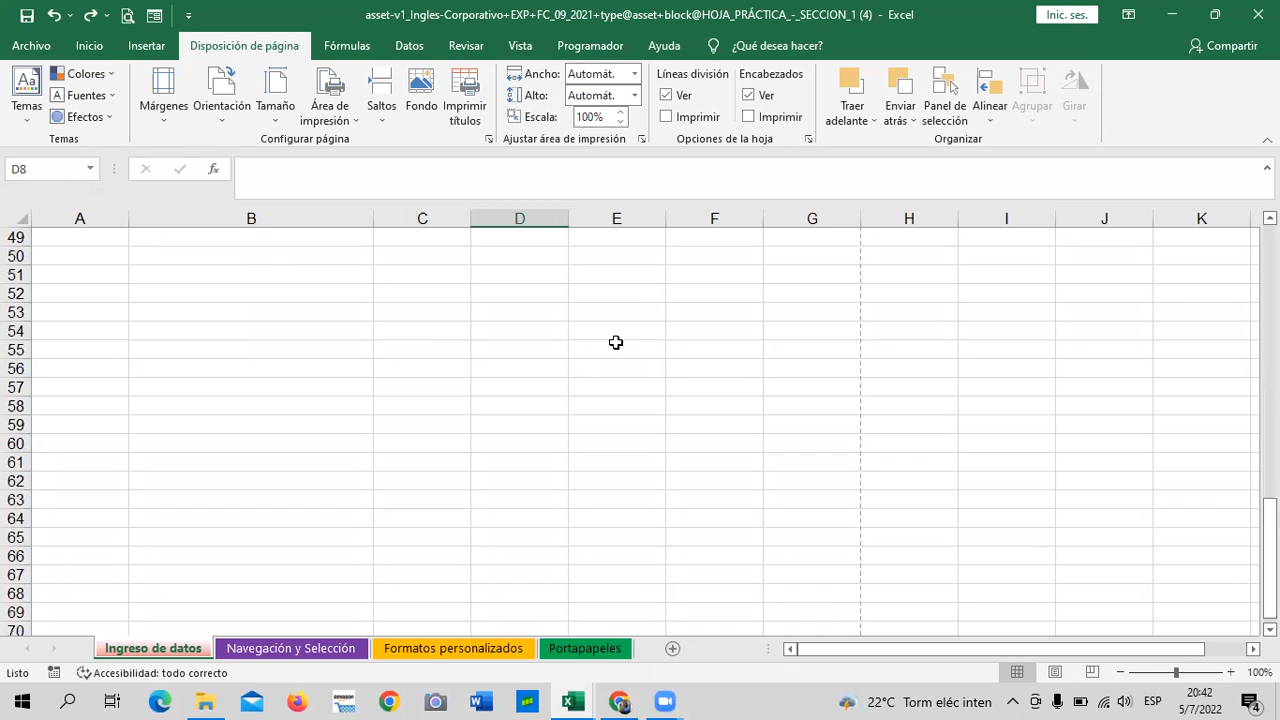 asset-v1_Ingles-Corporativo+EXP+FC_09_2021+type@asset+block@HOJA_PRÁCTICA_-_SECCION_1 (4) - Excel
Inic. ses.
Archivo Inicio Insertar Disposición de página Fórmulas Datos Revisar Vista Programador Ayuda ¿Qué desea hacer? Compartir
Colores Ancho: Automát. Líneas división Encabezados
Fuentes Alto: Automát. Ver Ver
Temas Efectos Márgenes Orientación Tamaño Área de impresión Saltos Fondo Imprimir títulos Escala: 100% Imprimir Imprimir Traer adelante Enviar atrás Panel de selección Alinear Agrupar Girar
Temas Configurar página Ajustar área de impresión Opciones de la hoja Organizar
D8 fx
A B C D E F G H I J K
49
50
51
52
53
54
55
56
57
58
59
60
61
62
63
64
65
66
67
68
69
70
Ingreso de datos Navegación y Selección Formatos personalizados Portapapeles
Listo Accesibilidad: todo correcto 100%
22°C Torm eléc inten ESP 20:42
5/7/2022 4